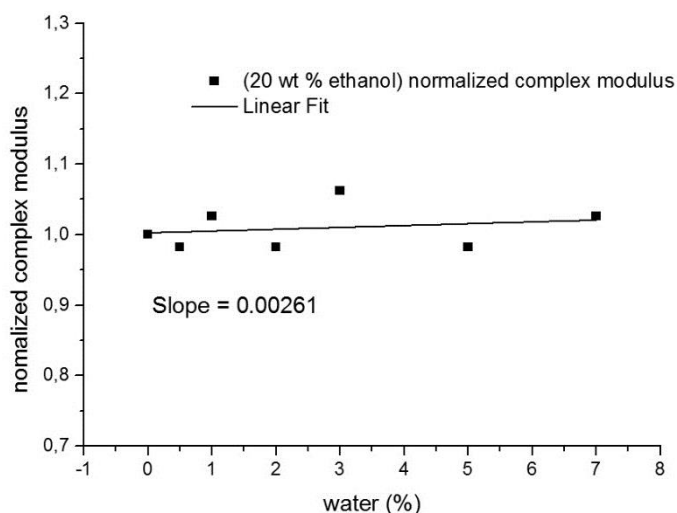 1,3
1,2
1,1
1,0
0,9
0,8
0,7
nomalized complex modulus
(20 wt % ethanol) normalized complex modulus
Linear Fit
Slope = 0.00261
-1 0 1 2 3 4 5 6 7 8
water (%)